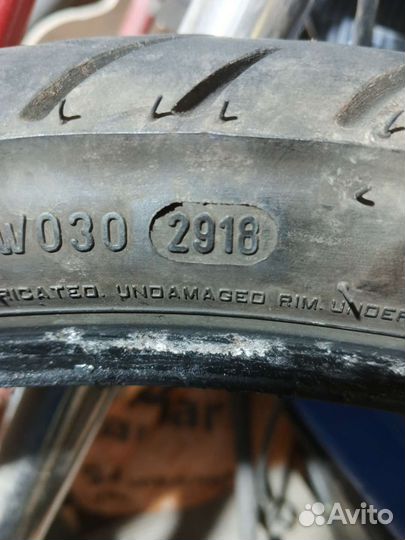 W030 2918
RICATED, UNDAMAGED RIM. UNDER
Avito